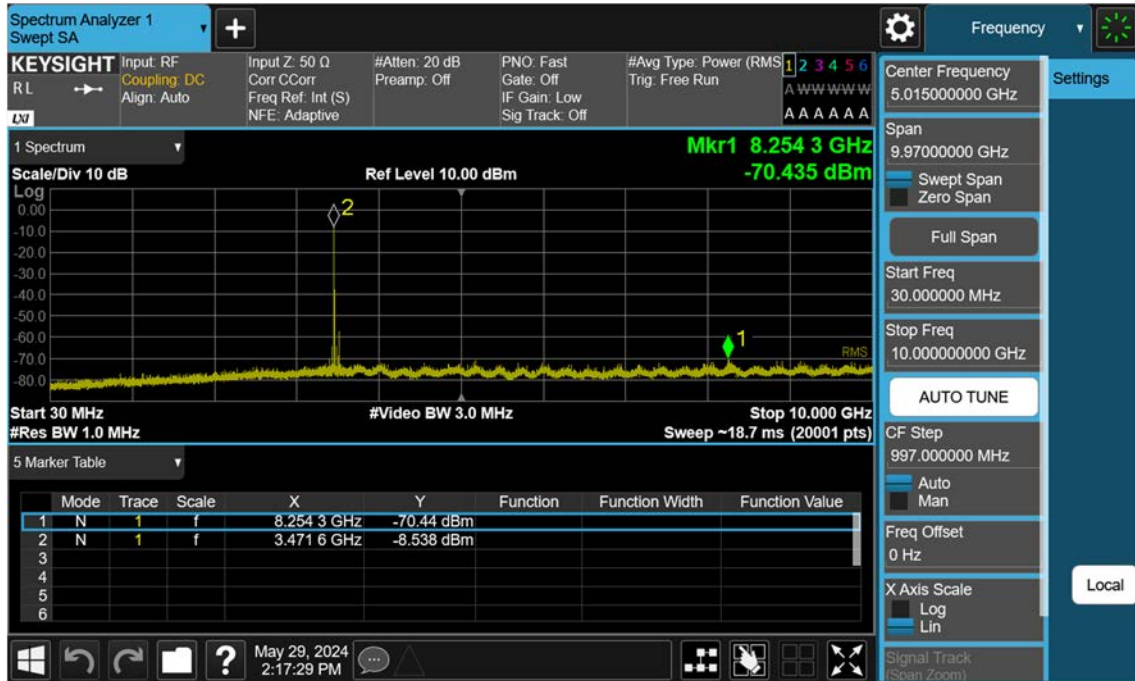 Spectrum Analyzer 1
Swept SA
Frequency
KEYSIGHT
R L
LXI
Input: RF
Coupling: DC
Align: Auto
Input Z: 50 Ω
Corr CCorr
Freq Ref: Int (S)
NFE: Adaptive
#Atten: 20 dB
Preamp: Off
PNO: Fast
Gate: Off
IF Gain: Low
Sig Track: Off
#Avg Type: Power (RMS
Trig: Free Run
1 2 3 4 5 6
A W W W W W
A A A A A A
1 Spectrum
Scale/Div 10 dB
Ref Level 10.00 dBm
Mkr1 8.254 3 GHz
-70.435 dBm
Log
0.00
-10.0
-20.0
-30.0
-40.0
-50.0
-60.0
-70.0
-80.0
2
1
RMS
Start 30 MHz
#Video BW 3.0 MHz
Stop 10.000 GHz
#Res BW 1.0 MHz
Sweep ~18.7 ms (20001 pts)
5 Marker Table
Mode Trace Scale X Y Function Function Width Function Value
1 N 1 f 8.254 3 GHz -70.44 dBm
2 N 1 f 3.471 6 GHz -8.538 dBm
3
4
5
6
?
May 29, 2024
2:17:29 PM
Center Frequency
5.015000000 GHz
Span
9.97000000 GHz
Swept Span
Zero Span
Full Span
Start Freq
30.000000 MHz
Stop Freq
10.000000000 GHz
AUTO TUNE
CF Step
997.000000 MHz
Auto
Man
Freq Offset
0 Hz
X Axis Scale
Log
Lin
Signal Track
(Span Zoom)
Settings
Local